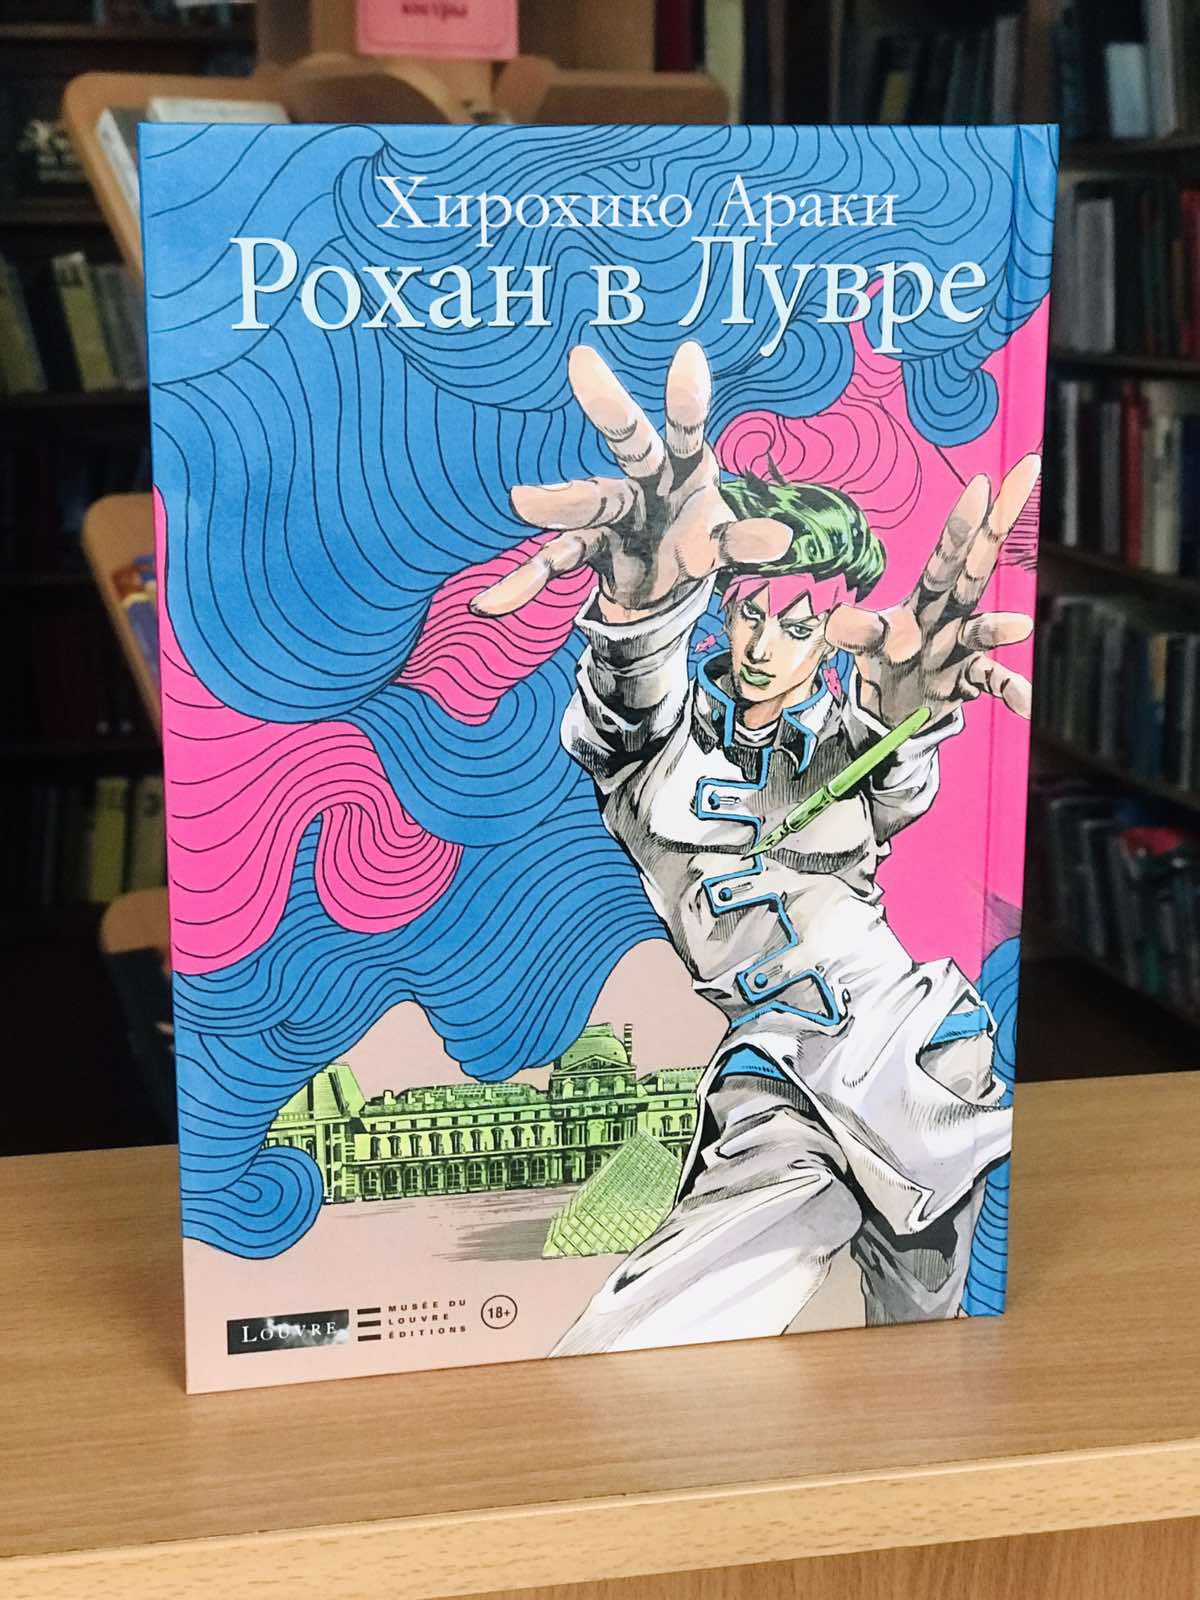 Хирохико Араки
Рохан в Лувре
LOUVRE
MUSÉE DU
LOUVRE
ÉDITIONS
18+